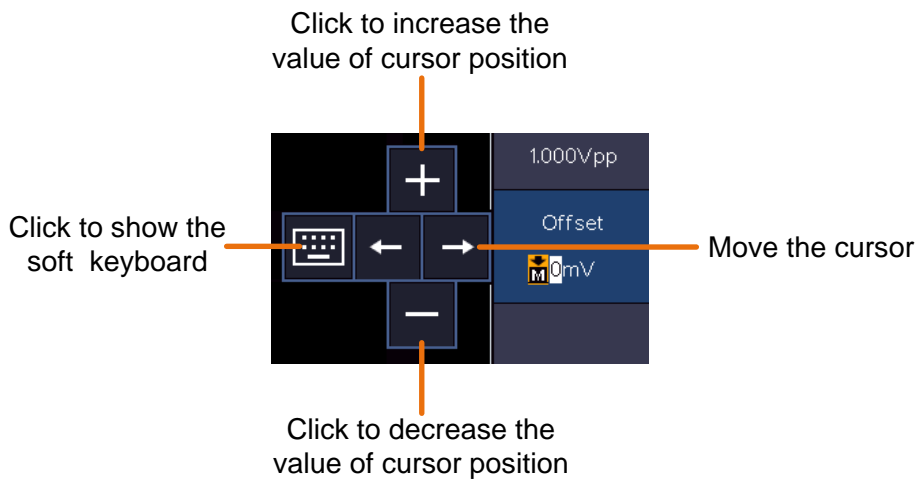 Click to increase the
value of cursor position
1.000Vpp
Click to show the
soft keyboard
Offset
M 0mV
Move the cursor
Click to decrease the
value of cursor position